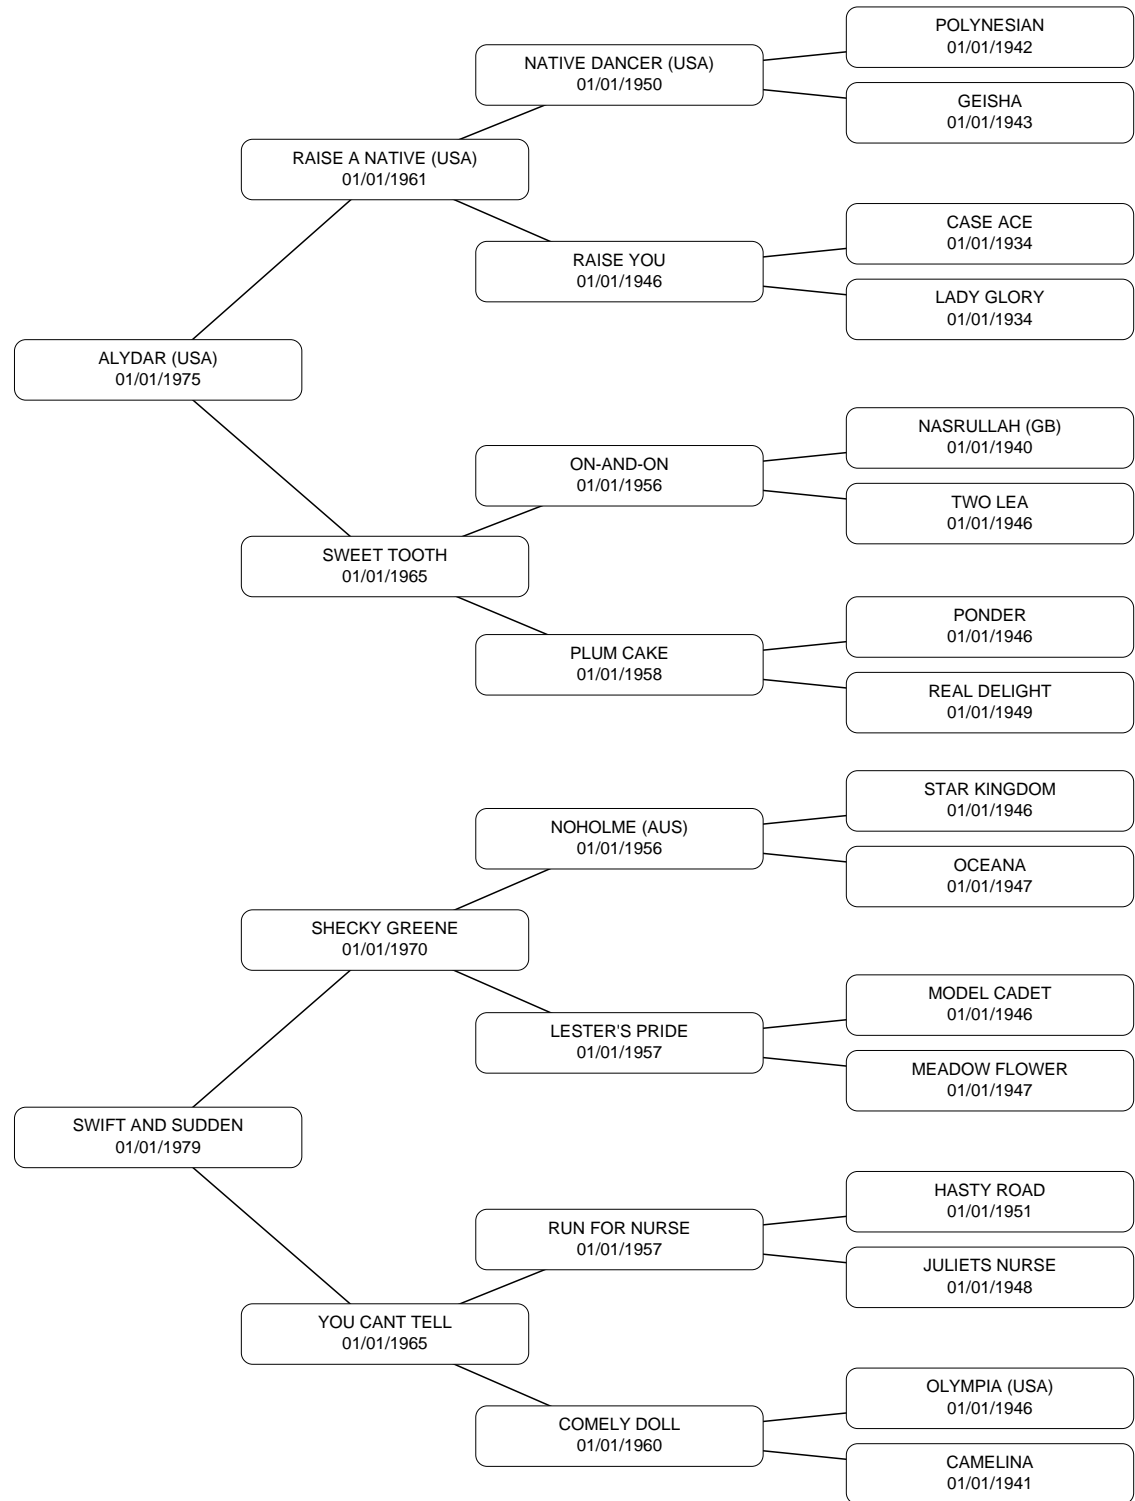 POLYNESIAN
01/01/1942
NATIVE DANCER (USA)
01/01/1950
GEISHA
01/01/1943
RAISE A NATIVE (USA)
01/01/1961
CASE ACE
01/01/1934
RAISE YOU
01/01/1946
LADY GLORY
01/01/1934
ALYDAR (USA)
01/01/1975
NASRULLAH (GB)
01/01/1940
ON-AND-ON
01/01/1956
TWO LEA
01/01/1946
SWEET TOOTH
01/01/1965
PONDER
01/01/1946
PLUM CAKE
01/01/1958
REAL DELIGHT
01/01/1949
STAR KINGDOM
01/01/1946
NOHOLME (AUS)
01/01/1956
OCEANA
01/01/1947
SHECKY GREENE
01/01/1970
MODEL CADET
01/01/1946
LESTER'S PRIDE
01/01/1957
MEADOW FLOWER
01/01/1947
SWIFT AND SUDDEN
01/01/1979
HASTY ROAD
01/01/1951
RUN FOR NURSE
01/01/1957
JULIETS NURSE
01/01/1948
YOU CANT TELL
01/01/1965
OLYMPIA (USA)
01/01/1946
COMELY DOLL
01/01/1960
CAMELINA
01/01/1941